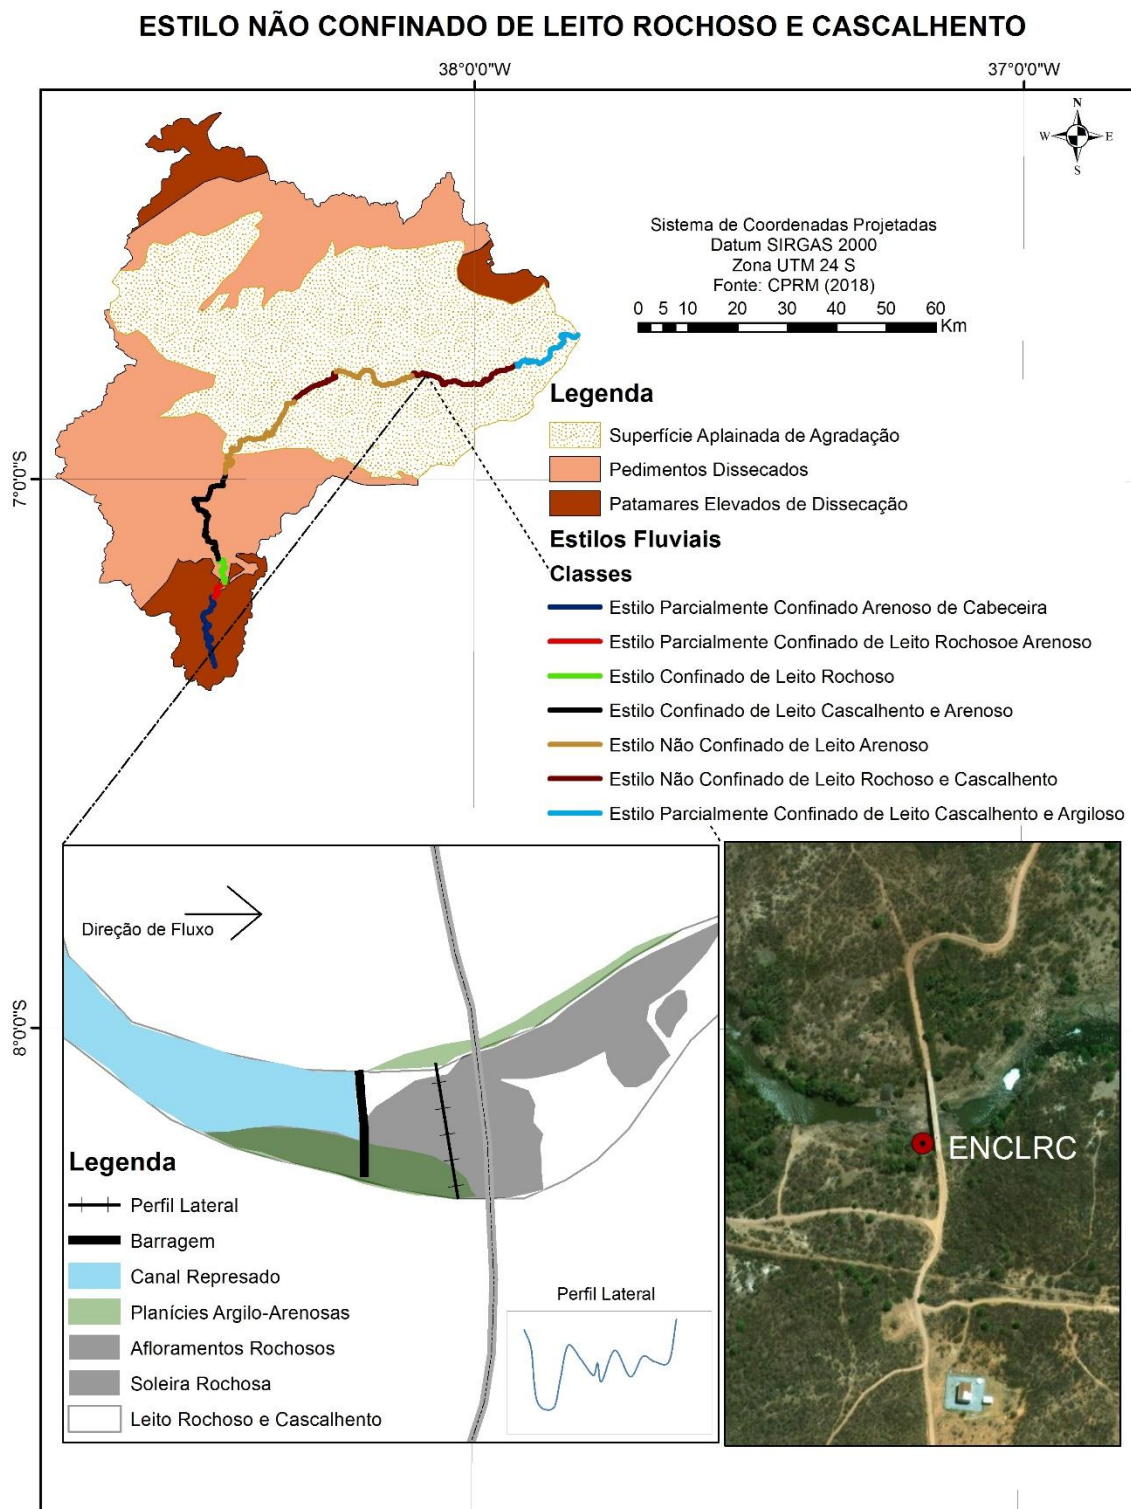 ESTILO NÃO CONFINADO DE LEITO ROCHOSO E CASCALHENTO
38°0'0"W
37°0'0"W
N
W
E
S
Sistema de Coordenadas Projetadas
Datum SIRGAS 2000
Zona UTM 24 S
Fonte: CPRM (2018)
0 5 10 20 30 40 50 60
Km
Legenda
Superfície Aplainada de Agradação
Pedimentos Dissecados
Patamares Elevados de Dissecação
7°0'0"S
Estilos Fluviais
Classes
Estilo Parcialmente Confinado Arenoso de Cabeceira
Estilo Parcialmente Confinado de Leito Rochosoe Arenoso
Estilo Confinado de Leito Rochoso
Estilo Confinado de Leito Cascalhento e Arenoso
Estilo Não Confinado de Leito Arenoso
Estilo Não Confinado de Leito Rochoso e Cascalhento
Estilo Parcialmente Confinado de Leito Cascalhento e Argiloso
8°0'0"S
Direção de Fluxo
Legenda
Perfil Lateral
Barragem
Canal Represado
Planícies Argilo-Arenosas
Afloramentos Rochosos
Soleira Rochosa
Leito Rochoso e Cascalhento
Perfil Lateral
ENCLRC